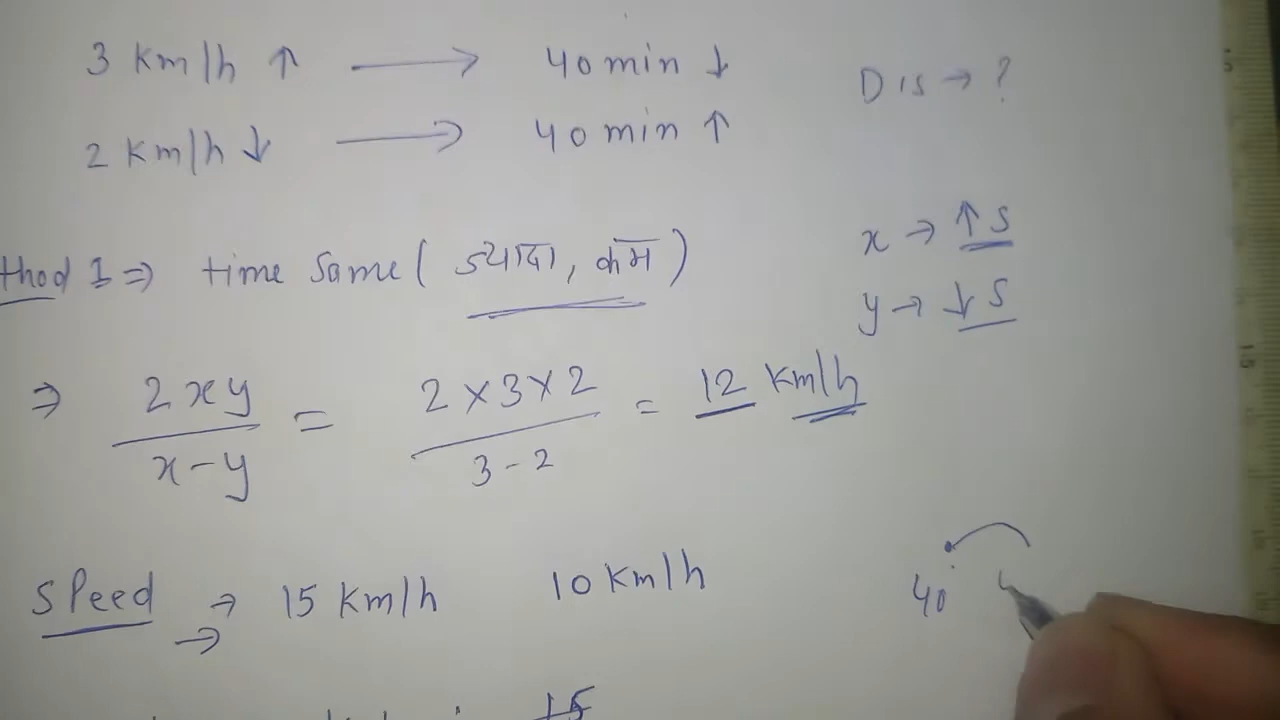 3 km/h ↑ → 40 min ↓
Dis → ?
2 km/h ↓ → 40 min ↑
thod 1 ⇒ time same ( ज्यादा, कम )
x → ↑ s
y → ↓ s
⇒ 2xy / x-y = 2×3×2 / 3-2 = 12 km/h
speed → 15 km/h 10 km/h
→
40
15